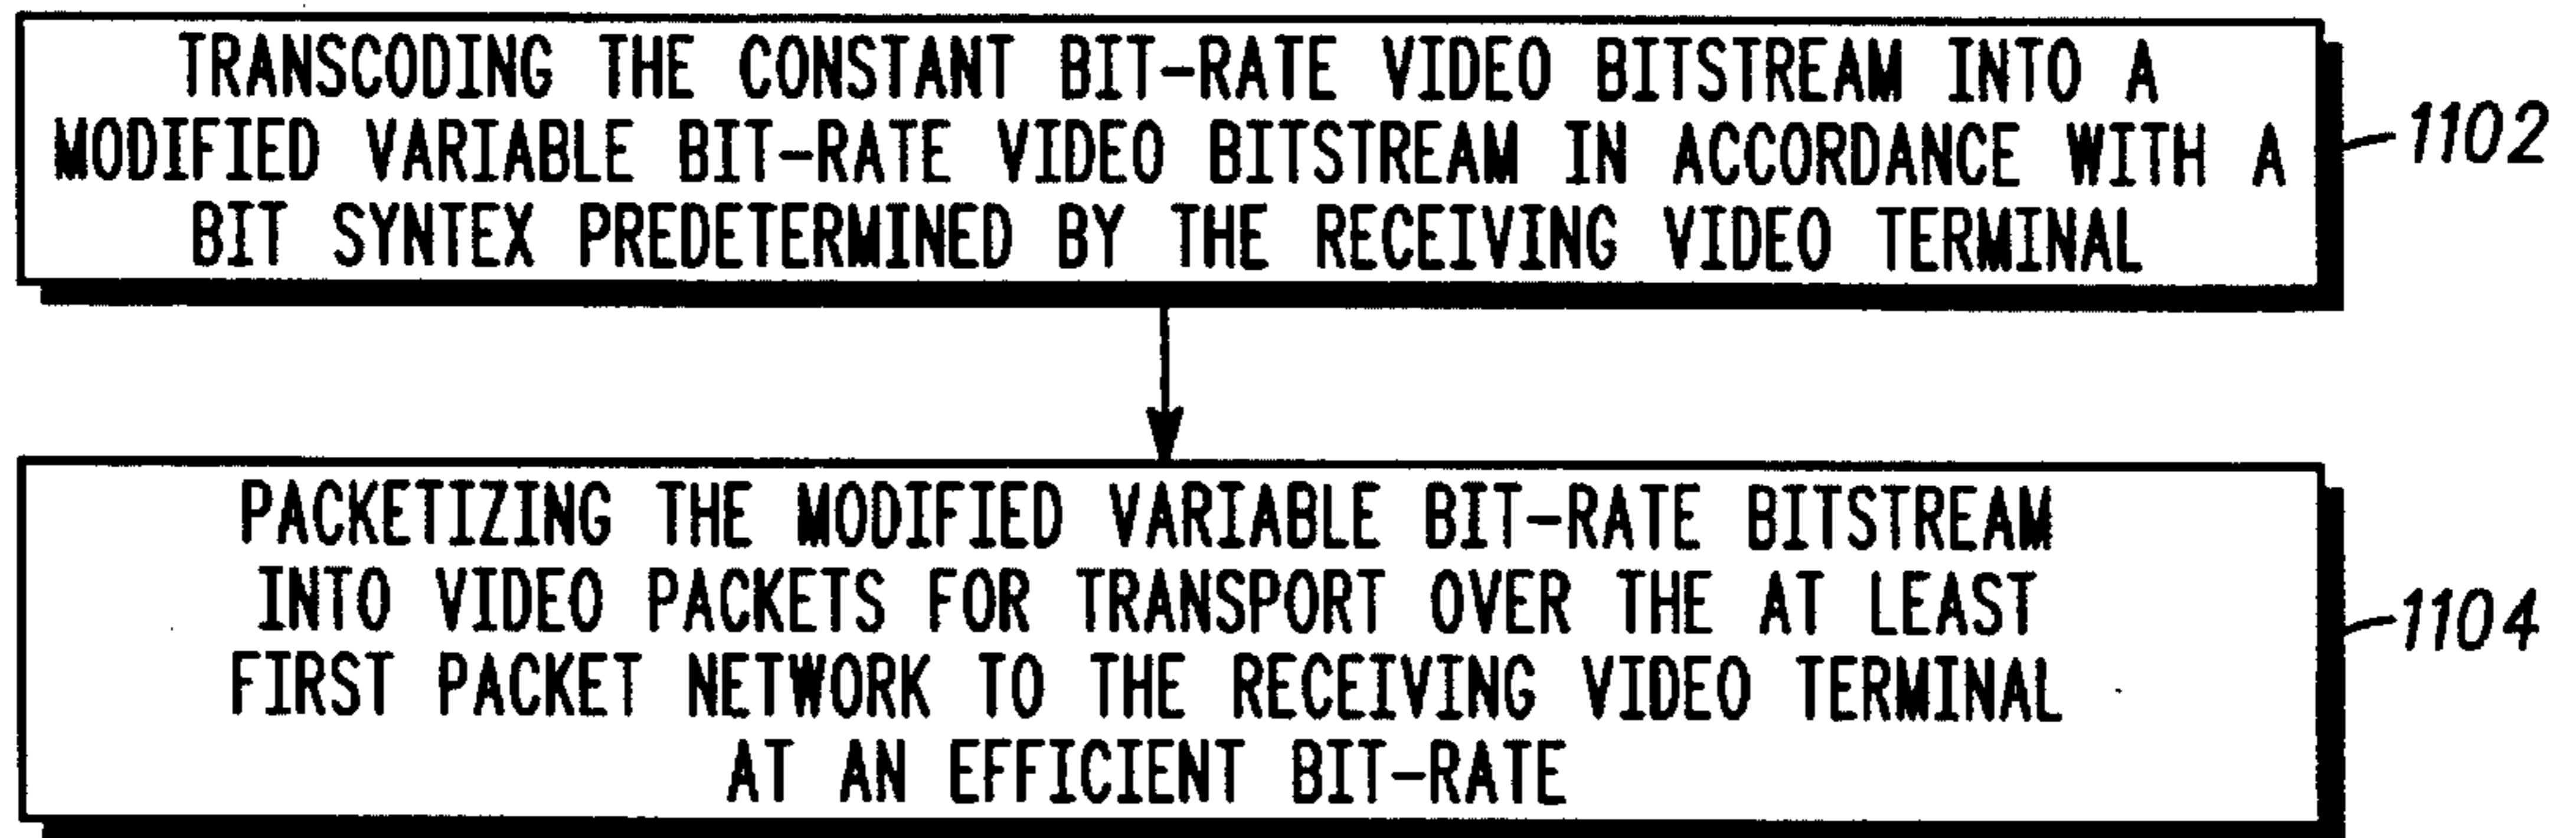 TRANSCODING THE CONSTANT BIT-RATE VIDEO BITSTREAM INTO A
MODIFIED VARIABLE BIT-RATE VIDEO BITSTREAM IN ACCORDANCE WITH A
BIT SYNTEX PREDETERMINED BY THE RECEIVING VIDEO TERMINAL
1102
PACKETIZING THE MODIFIED VARIABLE BIT-RATE BITSTREAM
INTO VIDEO PACKETS FOR TRANSPORT OVER THE AT LEAST
FIRST PACKET NETWORK TO THE RECEIVING VIDEO TERMINAL
AT AN EFFICIENT BIT-RATE
1104